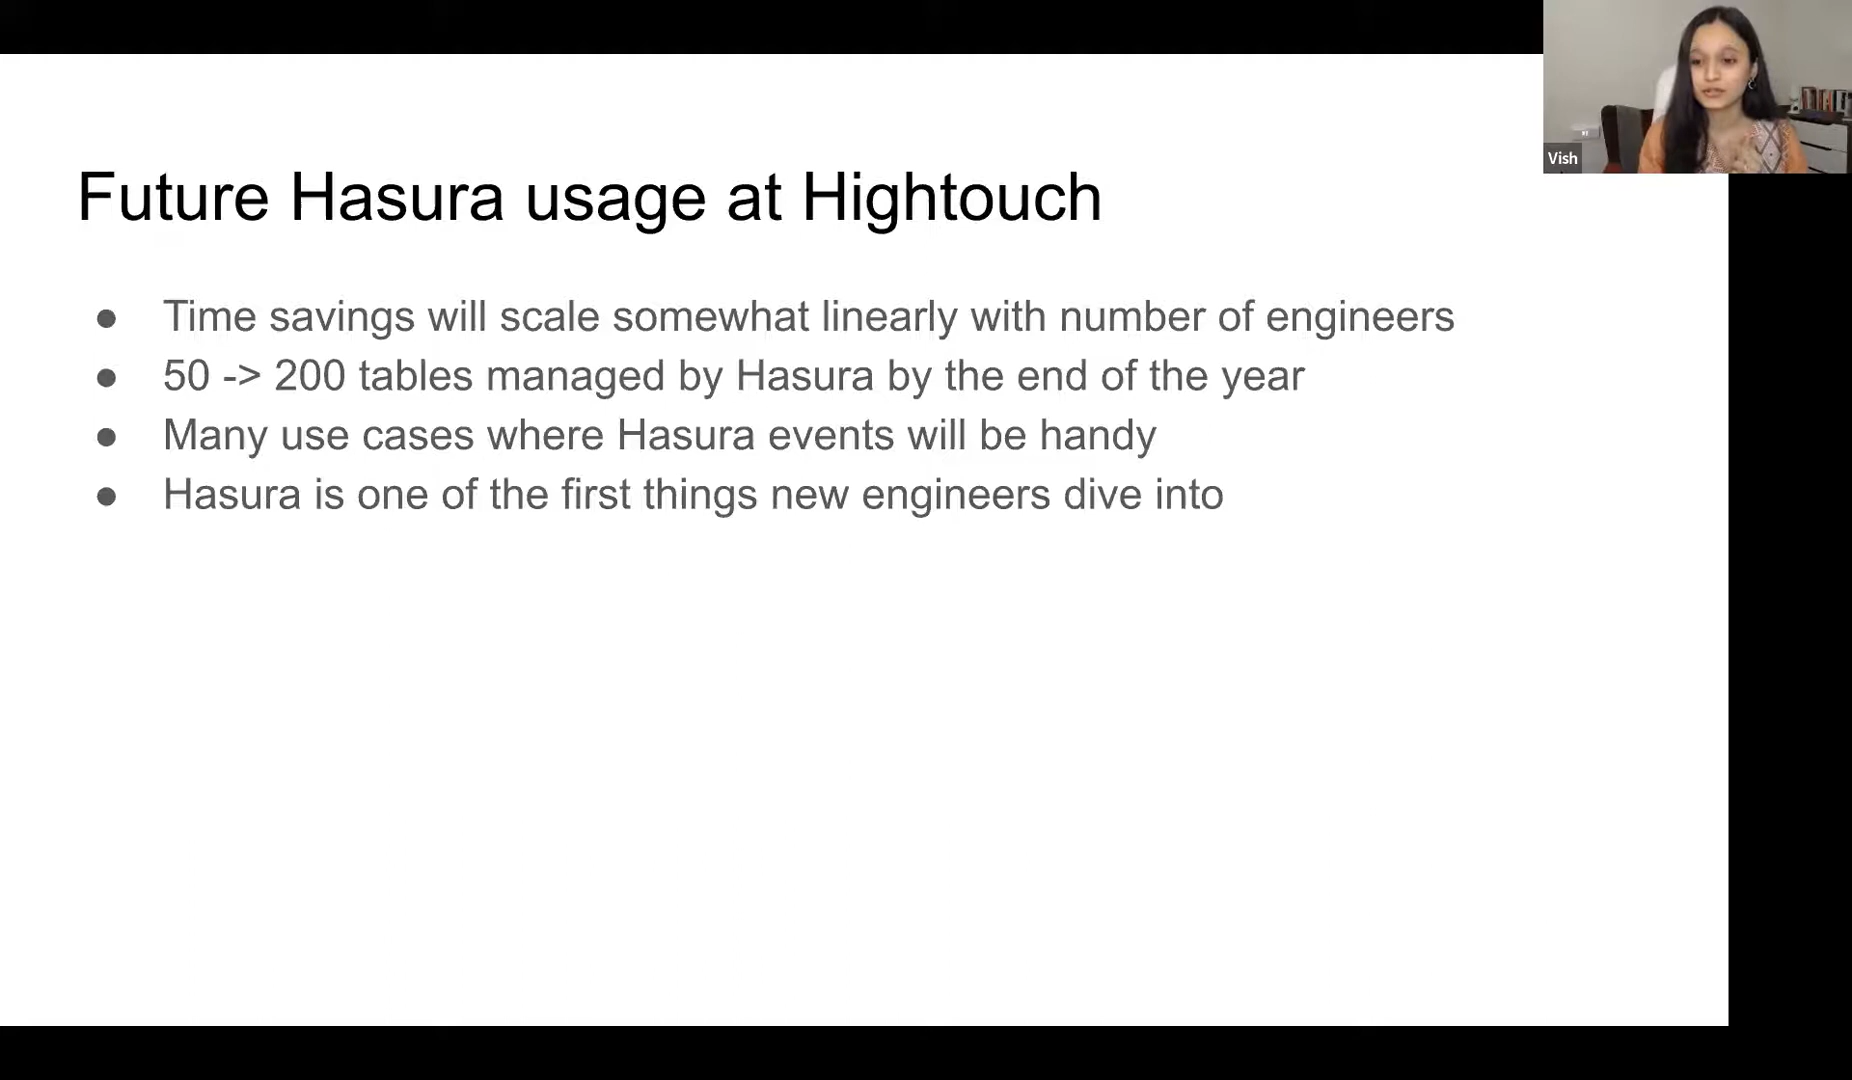 Future Hasura usage at Hightouch
● Time savings will scale somewhat linearly with number of engineers
● 50 -> 200 tables managed by Hasura by the end of the year
● Many use cases where Hasura events will be handy
● Hasura is one of the first things new engineers dive into
Vish